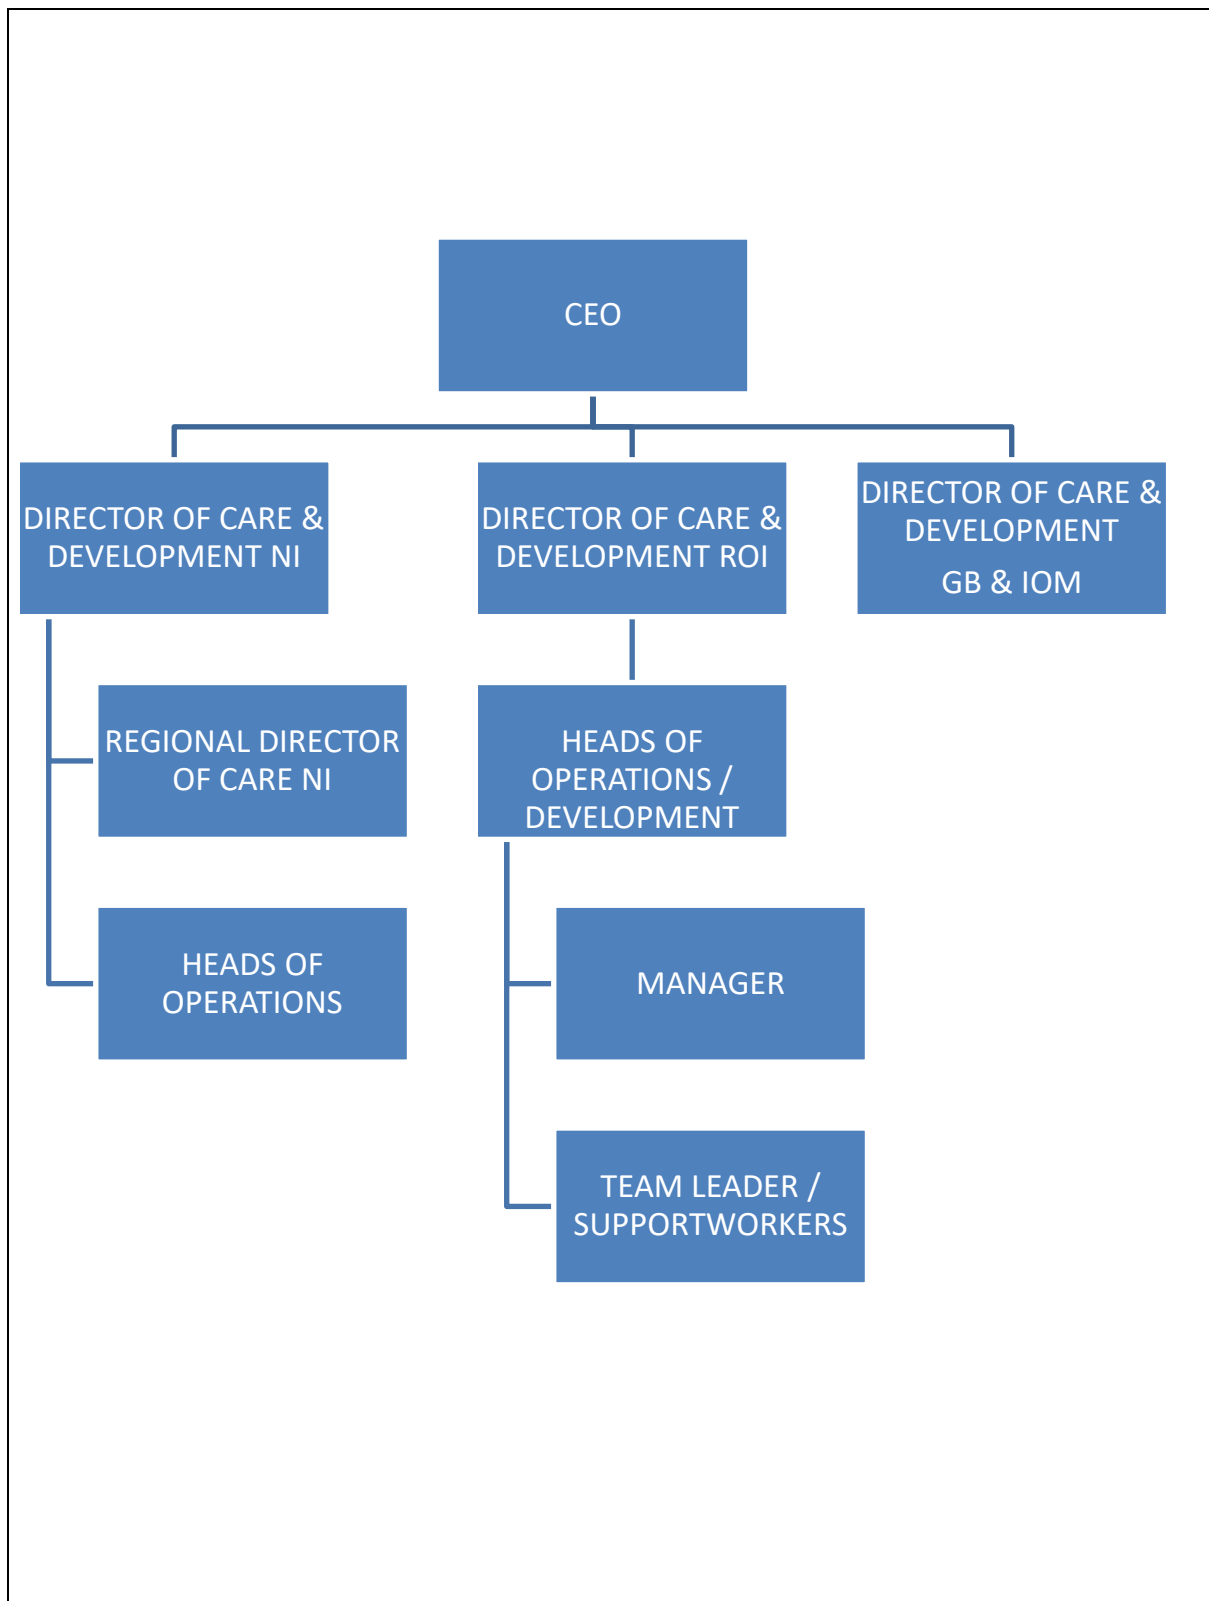 CEO
DIRECTOR OF CARE &
DEVELOPMENT NI
DIRECTOR OF CARE &
DEVELOPMENT ROI
DIRECTOR OF CARE &
DEVELOPMENT
GB & IOM
REGIONAL DIRECTOR
OF CARE NI
HEADS OF
OPERATIONS /
DEVELOPMENT
HEADS OF
OPERATIONS
MANAGER
TEAM LEADER /
SUPPORTWORKERS